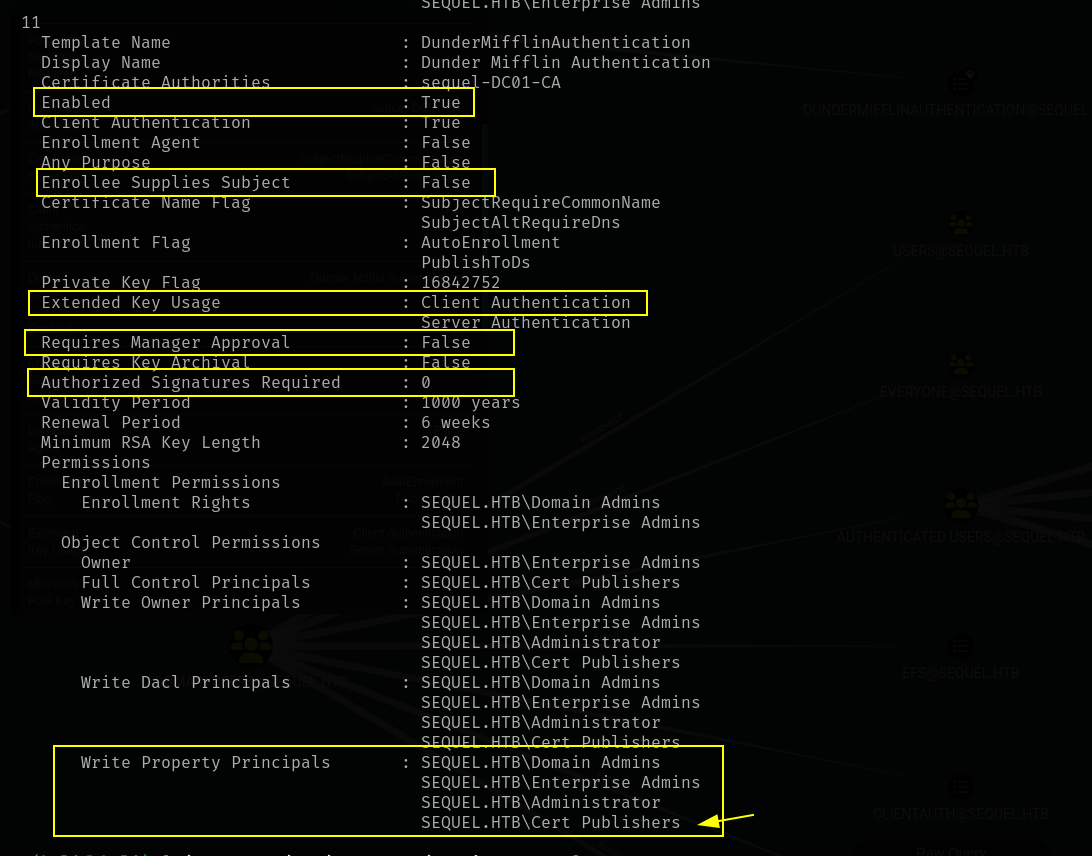 SEQUEL.HTB\Enterprise Admins
11
Template Name : DunderMifflinAuthentication
Display Name : Dunder Mifflin Authentication
Certificate Authorities : sequel-DC01-CA
Enabled : True
Client Authentication : True
Enrollment Agent : False
Any Purpose : False
Enrollee Supplies Subject : False
Certificate Name Flag : SubjectRequireCommonName
SubjectAltRequireDns
Enrollment Flag : AutoEnrollment
PublishToDs
Private Key Flag : 16842752
Extended Key Usage : Client Authentication
Server Authentication
Requires Manager Approval : False
Requires Key Archival : False
Authorized Signatures Required : 0
Validity Period : 1000 years
Renewal Period : 6 weeks
Minimum RSA Key Length : 2048
Permissions
Enrollment Permissions
Enrollment Rights : SEQUEL.HTB\Domain Admins
SEQUEL.HTB\Enterprise Admins
Object Control Permissions
Owner : SEQUEL.HTB\Enterprise Admins
Full Control Principals : SEQUEL.HTB\Cert Publishers
Write Owner Principals : SEQUEL.HTB\Domain Admins
SEQUEL.HTB\Enterprise Admins
SEQUEL.HTB\Administrator
SEQUEL.HTB\Cert Publishers
Write Dacl Principals : SEQUEL.HTB\Domain Admins
SEQUEL.HTB\Enterprise Admins
SEQUEL.HTB\Administrator
SEQUEL.HTB\Cert Publishers
Write Property Principals : SEQUEL.HTB\Domain Admins
SEQUEL.HTB\Enterprise Admins
SEQUEL.HTB\Administrator
SEQUEL.HTB\Cert Publishers
DUNDERMIFFLINAUTHENTICATION@SEQUEL
USERS@SEQUEL.HTB
EVERYONE@SEQUEL.HTB
AUTHENTICATED USERS@SEQUEL.HTB
EFS@SEQUEL.HTB
CLIENTAUTH@SEQUEL.HTB
Raw Query